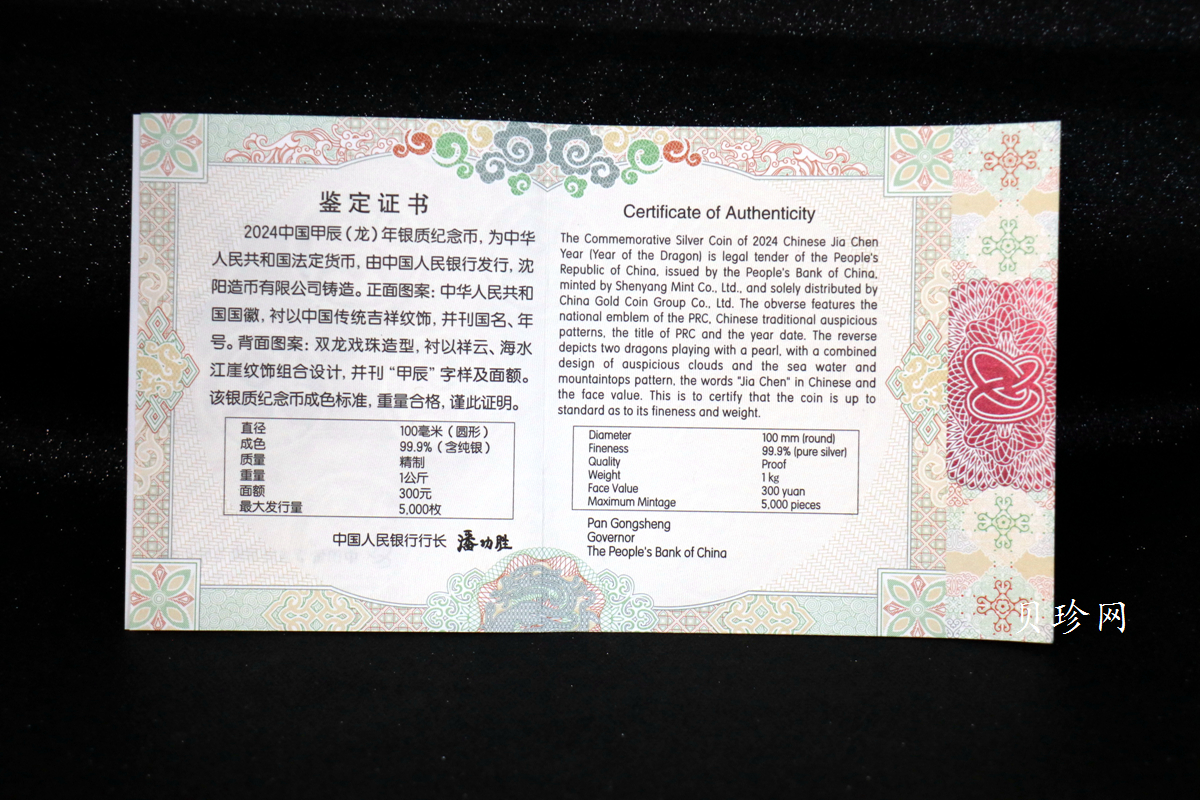 鉴定证书
2024中国甲辰（龙）年银质纪念币，为中华
人民共和国法定货币，由中国人民银行发行，沈
阳造币有限公司铸造。正面图案：中华人民共和
国国徽，衬以中国传统吉祥纹饰，并刊国名、年
号。背面图案：双龙戏珠造型，衬以祥云、海水
江崖纹饰组合设计，并刊“甲辰”字样及面额。
该银质纪念币成色标准，重量合格，谨此证明。
直径 100毫米（圆形）
成色 99.9%（含纯银）
质量 精制
重量 1公斤
面额 300元
最大发行量 5,000枚
中国人民银行行长 潘功胜
Certificate of Authenticity
The Commemorative Silver Coin of 2024 Chinese Jia Chen
Year (Year of the Dragon) is legal tender of the People's
Republic of China, issued by the People's Bank of China,
minted by Shenyang Mint Co., Ltd., and solely distributed by
China Gold Coin Group Co., Ltd. The obverse features the
national emblem of the PRC, Chinese traditional auspicious
patterns, the title of PRC and the year date. The reverse
depicts two dragons playing with a pearl, with a combined
design of auspicious clouds and the sea water and
mountaintops pattern, the words "Jia Chen" in Chinese and
the face value. This is to certify that the coin is up to
standard as to its fineness and weight.
Diameter 100 mm (round)
Fineness 99.9% (pure silver)
Quality Proof
Weight 1 kg
Face Value 300 yuan
Maximum Mintage 5,000 pieces
Pan Gongsheng
Governor
The People's Bank of China
贝珍网